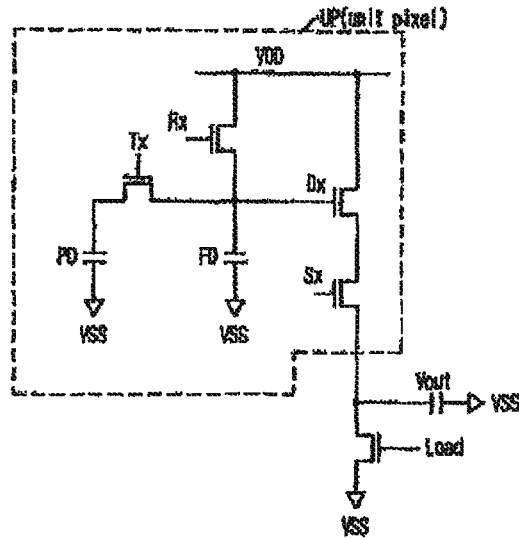 UP(unit pixel)
VDD
Rx
Tx
Dx
PD
FD
Sx
VSS
VSS
Vout
VSS
Load
VSS